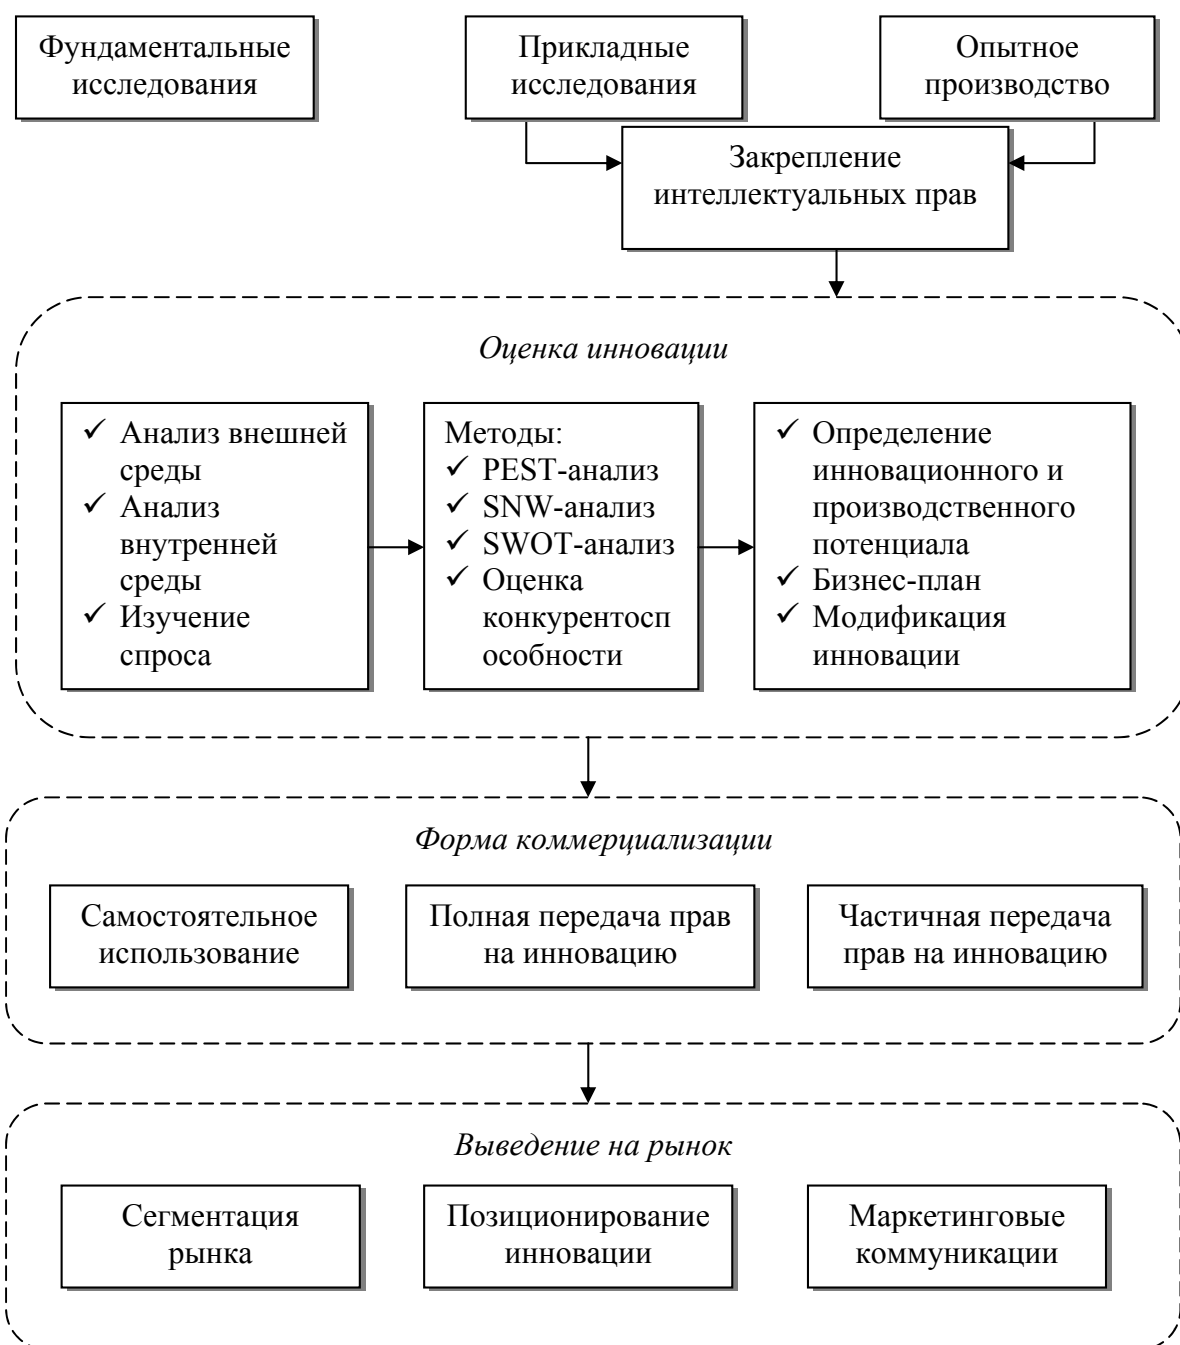 Фундаментальные
исследования
Прикладные
исследования
Опытное
производство
Закрепление
интеллектуальных прав
Оценка инновации
✓ Анализ внешней
среды
✓ Анализ
внутренней
среды
✓ Изучение
спроса
Методы:
✓ PEST-анализ
✓ SNW-анализ
✓ SWOT-анализ
✓ Оценка
конкурентосп
особности
✓ Определение
инновационного и
производственного
потенциала
✓ Бизнес-план
✓ Модификация
инновации
Форма коммерциализации
Самостоятельное
использование
Полная передача прав
на инновацию
Частичная передача
прав на инновацию
Выведение на рынок
Сегментация
рынка
Позиционирование
инновации
Маркетинговые
коммуникации